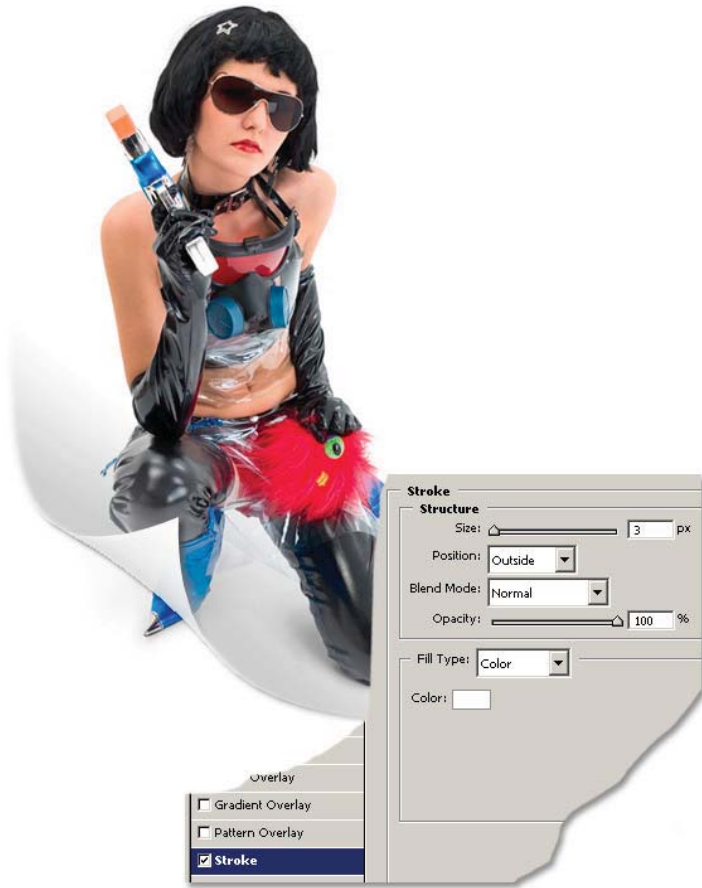 Stroke
Structure
Size: 3 px
Position: Outside
Blend Mode: Normal
Opacity: 100 %
Fill Type: Color
Color:
Overlay
Gradient Overlay
Pattern Overlay
Stroke